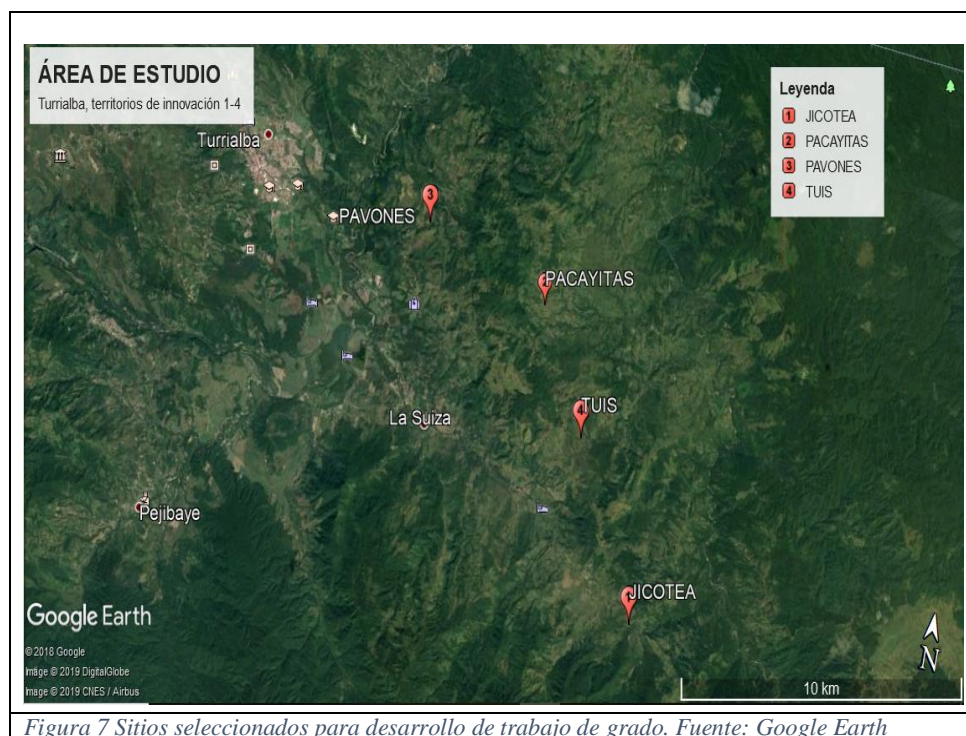 ÁREA DE ESTUDIO
Turrialba, territorios de innovación 1-4
Leyenda
1 JICOTEA
2 PACAYITAS
3 PAVONES
4 TUIS
Turrialba
3
PAVONES
2
PACAYITAS
4
TUIS
La Suiza
Pejibaye
1
JICOTEA
Google Earth
© 2018 Google
Image © 2019 DigitalGlobe
Image © 2019 CNES / Airbus
N
10 km
Figura 7 Sitios seleccionados para desarrollo de trabajo de grado. Fuente: Google Earth